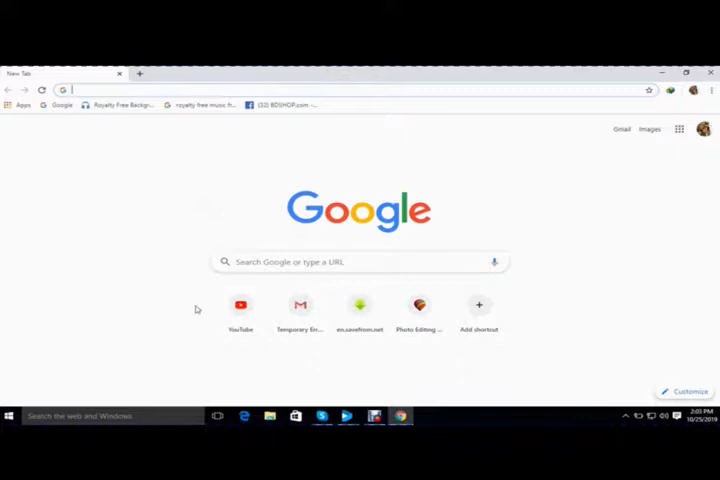 New Tab
Apps Google Royalty Free Backgr... royalty free music fr... (32) BDSHOP.com -...
Gmail Images
Google
Search Google or type a URL
YouTube Temporary Em... en.savefrom.net Photo Editing ... Add shortcut
Customize
Search the web and Windows
2:03 PM
10/25/2019